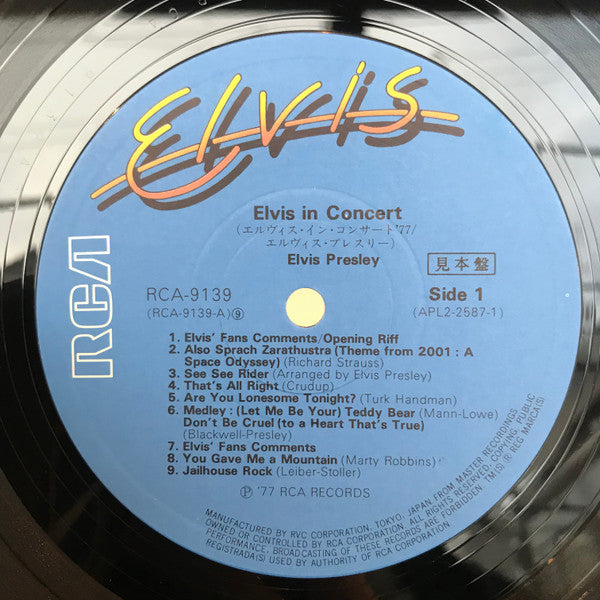 Elvis
RCA
Elvis in Concert
(エルヴィス・イン・コンサート'77/
エルヴィス・プレスリー)
Elvis Presley
見本盤
RCA-9139
(RCA-9139-A)⑨
Side 1
(APL2-2587-1)
1. Elvis' Fans Comments/Opening Riff
2. Also Sprach Zarathustra (Theme from 2001 : A
Space Odyssey) (Richard Strauss)
3. See See Rider (Arranged by Elvis Presley)
4. That's All Right (Crudup)
5. Are You Lonesome Tonight? (Turk Handman)
6. Medley : (Let Me Be Your) Teddy Bear (Mann-Lowe)
Don't Be Cruel (to a Heart That's True)
(Blackwell-Presley)
7. Elvis' Fans Comments
8. You Gave Me a Mountain (Marty Robbins)
9. Jailhouse Rock (Leiber-Stoller)
Ⓟ '77 RCA RECORDS
MANUFACTURED BY RVC CORPORATION, TOKYO, JAPAN FROM MASTER RECORDINGS
OWNED OR CONTROLLED BY RCA CORPORATION. ALL RIGHTS RESERVED. COPYING, PUBLIC
PERFORMANCE, BROADCASTING OF THESE RECORDS ARE FORBIDDEN. TM(S) ® REG. MARCA(S)
REGISTRADA(S) USED BY AUTHORITY OF RCA CORPORATION.